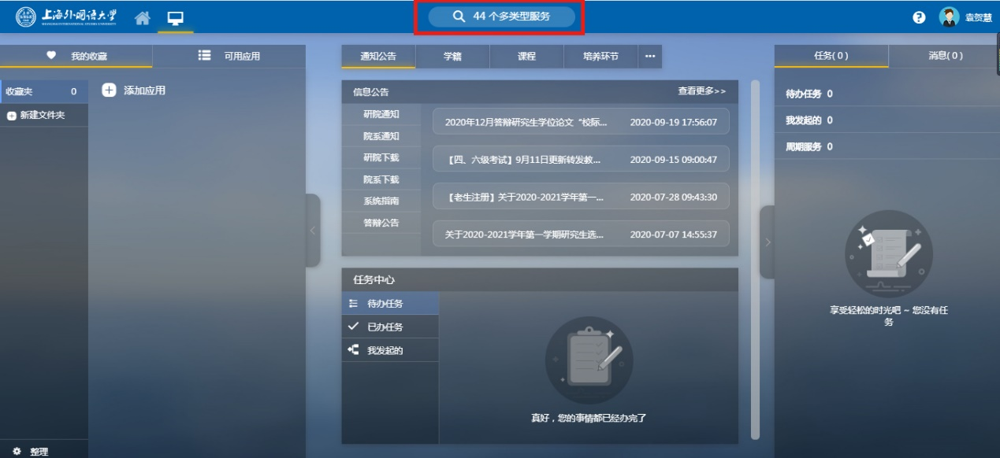 上海外国语大学
SHANGHAI INTERNATIONAL STUDIES UNIVERSITY
44 个多类型服务
袁贺慧
我的收藏
可用应用
收藏夹 0
新建文件夹
添加应用
整理
通知公告 学籍 课程 培养环节 •••
信息公告 查看更多>>
研院通知
院系通知
研院下载
院系下载
系统指南
答辩公告
2020年12月答辩研究生学位论文“校际... 2020-09-19 17:56:07
【四、六级考试】9月11日更新转发教... 2020-09-15 09:00:47
【老生注册】关于2020-2021学年第一... 2020-07-28 09:43:30
关于2020-2021学年第一学期研究生选... 2020-07-07 14:55:37
任务中心
待办任务
已办任务
我发起的
真好，您的事情都已经办完了
任务( 0 ) 消息( 0 )
待办任务 0
我发起的 0
周期服务 0
享受轻松的时光吧 ~ 您没有任
务